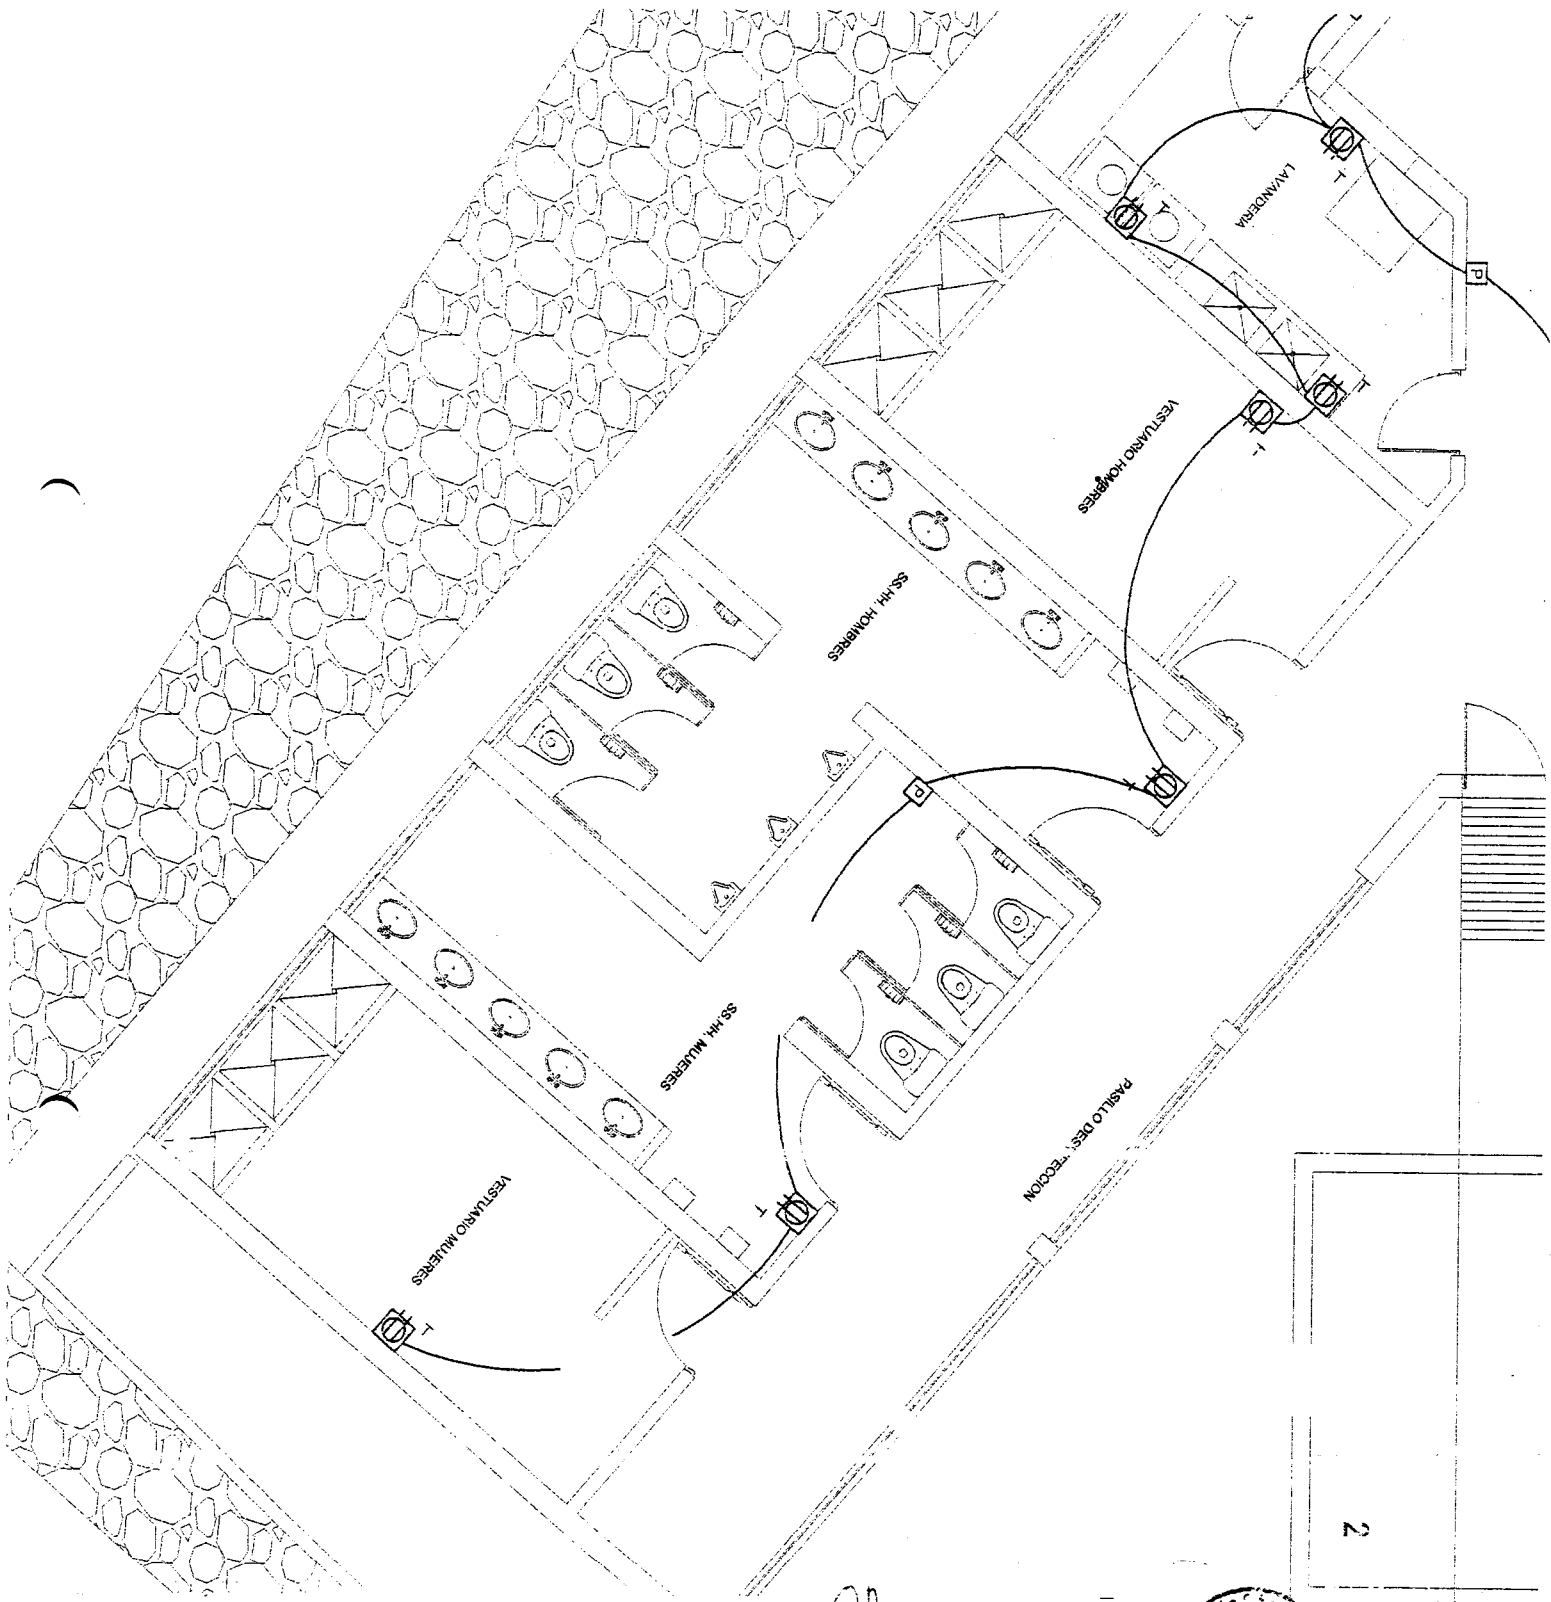 LAVANDERIA
T
T
P
T
T
VESTUARIO HOMBRES
SS.HH. HOMBRES
P
SS.HH. MUJERES
PASILLO
T
VESTUARIO MUJERES
T
2